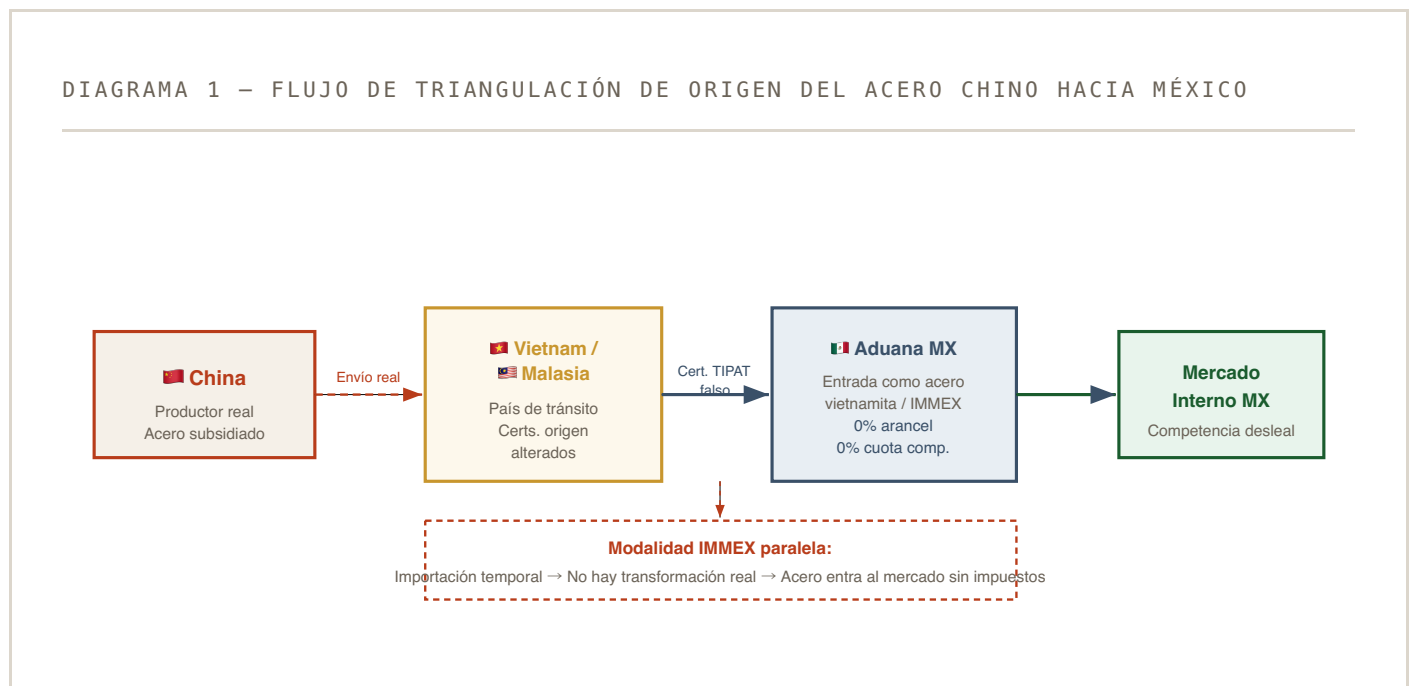 DIAGRAMA 1 — FLUJO DE TRIANGULACIÓN DE ORIGEN DEL ACERO CHINO HACIA MÉXICO
China
Productor real
Acero subsidiado
Envío real
Vietnam /
Malasia
País de tránsito
Certs. origen
alterados
Cert. TIPAT
falso
Aduana MX
Entrada como acero
vietnamita / IMMEX
0% arancel
0% cuota comp.
Mercado
Interno MX
Competencia desleal
Modalidad IMMEX paralela:
Importación temporal → No hay transformación real → Acero entra al mercado sin impuestos